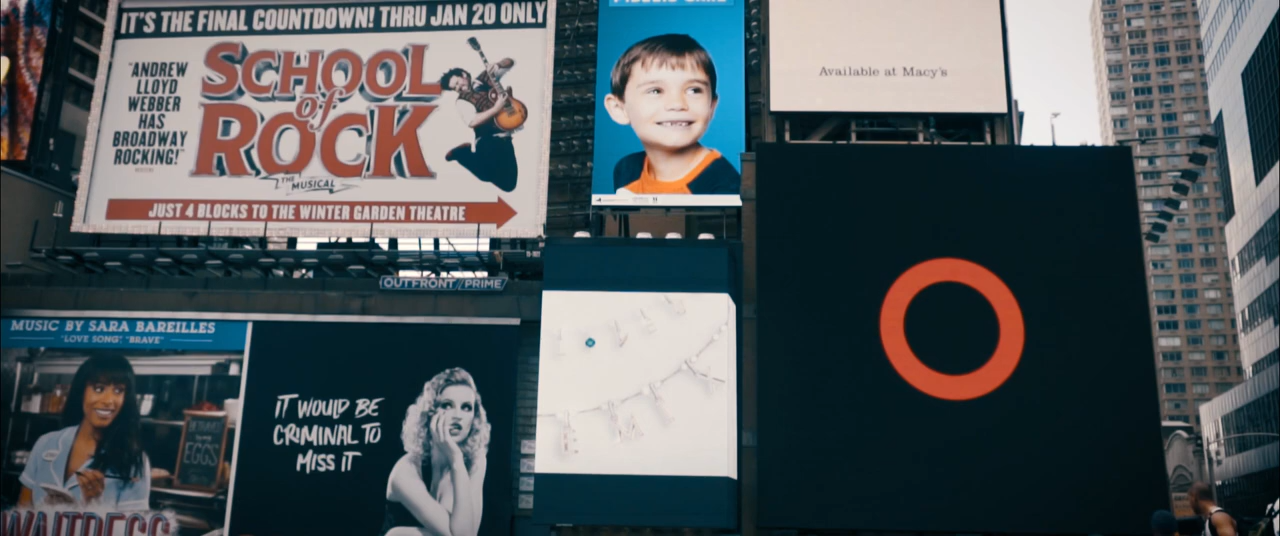 IT'S THE FINAL COUNTDOWN! THRU JAN 20 ONLY
"ANDREW
LLOYD
WEBBER
HAS
BROADWAY
ROCKING!"
SCHOOL
of
ROCK
THE
MUSICAL
JUST 4 BLOCKS TO THE WINTER GARDEN THEATRE
Available at Macy's
OUTFRONT/PRIME
MUSIC BY SARA BAREILLES
"LOVE SONG", "BRAVE"
EGGS
WAITRESS
IT WOULD BE
CRIMINAL TO
MISS IT